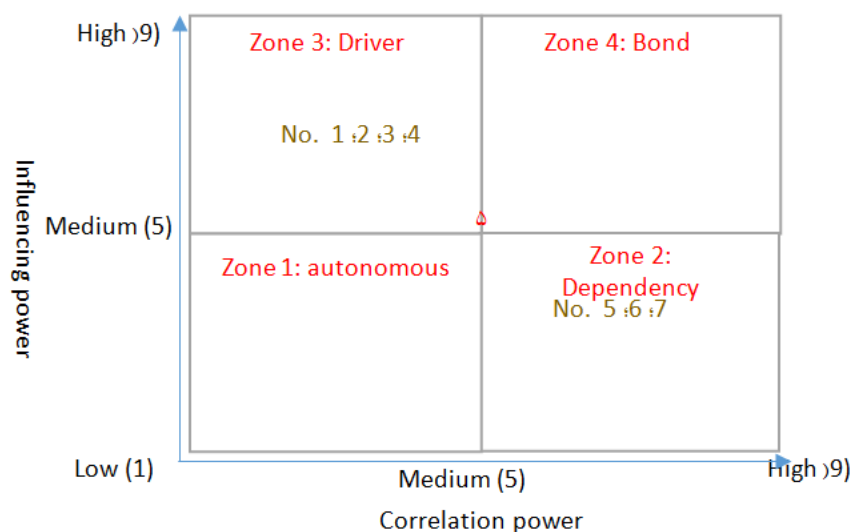 High )9)
Zone 3: Driver
Zone 4: Bond
No. 1 ؛2 ؛3 ؛4
Influencing power
Medium (5)
۵
Zone 1: autonomous
Zone 2:
Dependency
No. 5 ؛6 ؛7
Low (1)
Medium (5)
High )9)
Correlation power